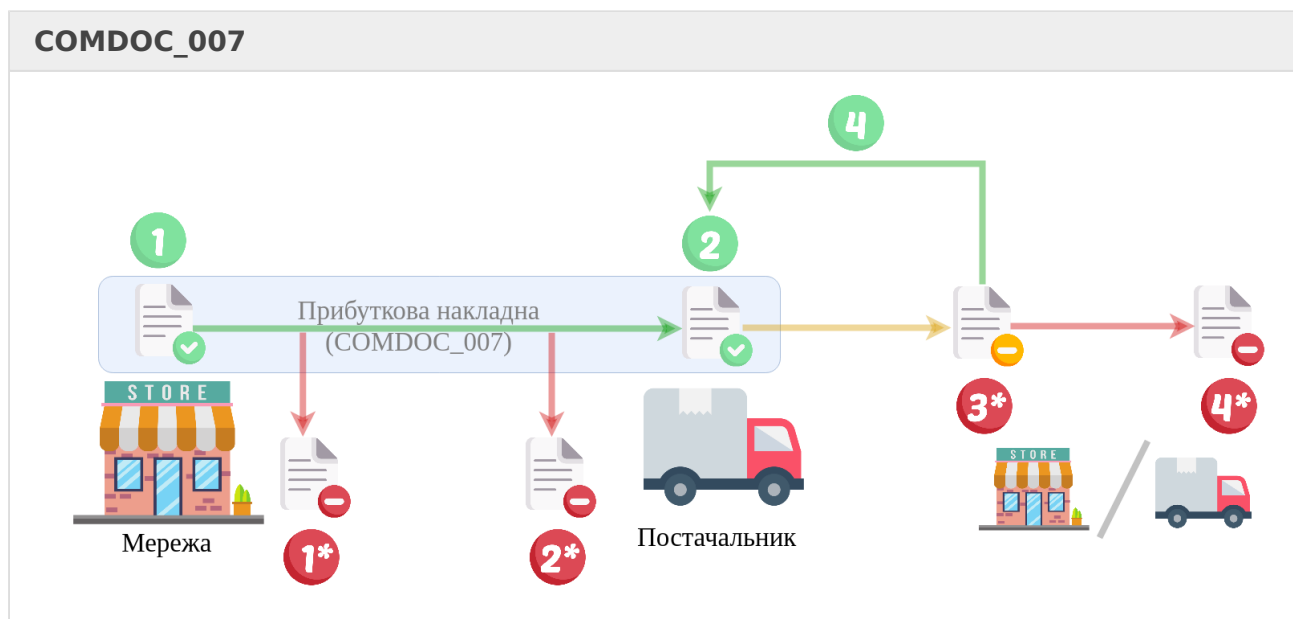 COMDOC_007
4
1
2
Прибуткова накладна
(COMDOC_007)
STORE
3*
4*
STORE
Мережа
1*
2*
Постачальник